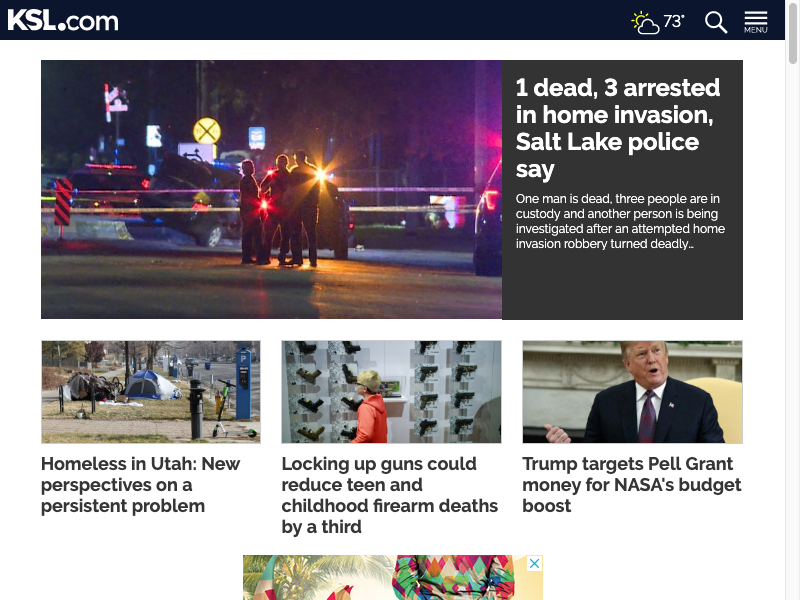 KSL.com
73°
MENU
1 dead, 3 arrested
in home invasion,
Salt Lake police
say
One man is dead, three people are in
custody and another person is being
investigated after an attempted home
invasion robbery turned deadly...
P
Homeless in Utah: New
perspectives on a
persistent problem
Locking up guns could
reduce teen and
childhood firearm deaths
by a third
Trump targets Pell Grant
money for NASA's budget
boost